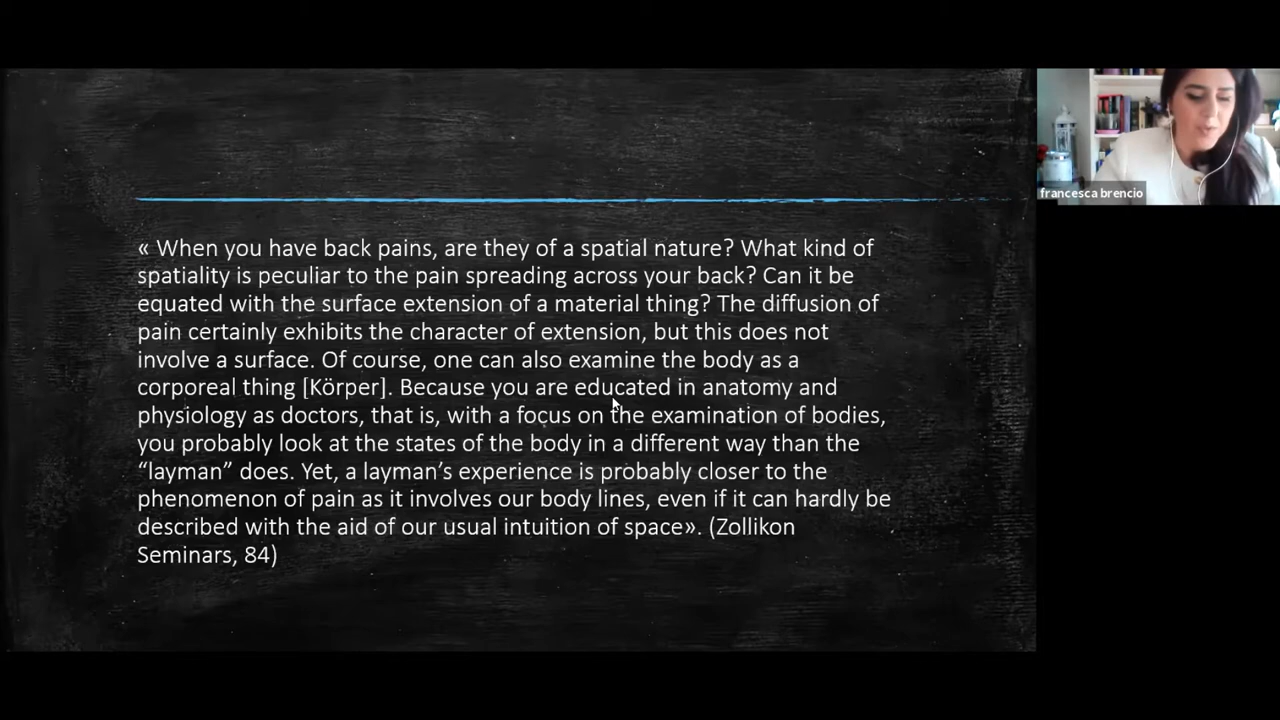 « When you have back pains, are they of a spatial nature? What kind of
spatiality is peculiar to the pain spreading across your back? Can it be
equated with the surface extension of a material thing? The diffusion of
pain certainly exhibits the character of extension, but this does not
involve a surface. Of course, one can also examine the body as a
corporeal thing [Körper]. Because you are educated in anatomy and
physiology as doctors, that is, with a focus on the examination of bodies,
you probably look at the states of the body in a different way than the
“layman” does. Yet, a layman’s experience is probably closer to the
phenomenon of pain as it involves our body lines, even if it can hardly be
described with the aid of our usual intuition of space». (Zollikon
Seminars, 84)
francesca brencio